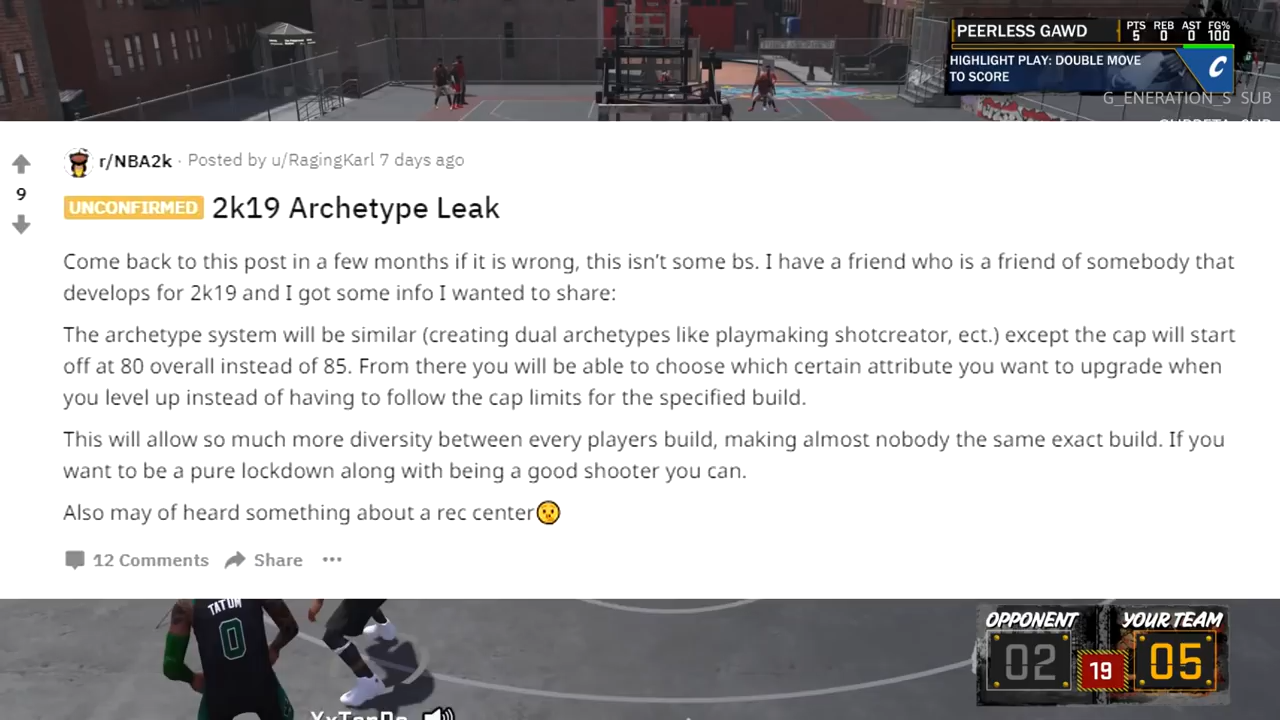 PEERLESS GAWD
PTS REB AST FG%
5 0 0 100
HIGHLIGHT PLAY: DOUBLE MOVE
TO SCORE
C
G_ENERATION_S SUB
r/NBA2k · Posted by u/RagingKarl 7 days ago
9
UNCONFIRMED 2k19 Archetype Leak
Come back to this post in a few months if it is wrong, this isn't some bs. I have a friend who is a friend of somebody that
develops for 2k19 and I got some info I wanted to share:
The archetype system will be similar (creating dual archetypes like playmaking shotcreator, ect.) except the cap will start
off at 80 overall instead of 85. From there you will be able to choose which certain attribute you want to upgrade when
you level up instead of having to follow the cap limits for the specified build.
This will allow so much more diversity between every players build, making almost nobody the same exact build. If you
want to be a pure lockdown along with being a good shooter you can.
Also may of heard something about a rec center🤫
12 Comments Share ···
TATUM
0
OPPONENT YOUR TEAM
02 19 05